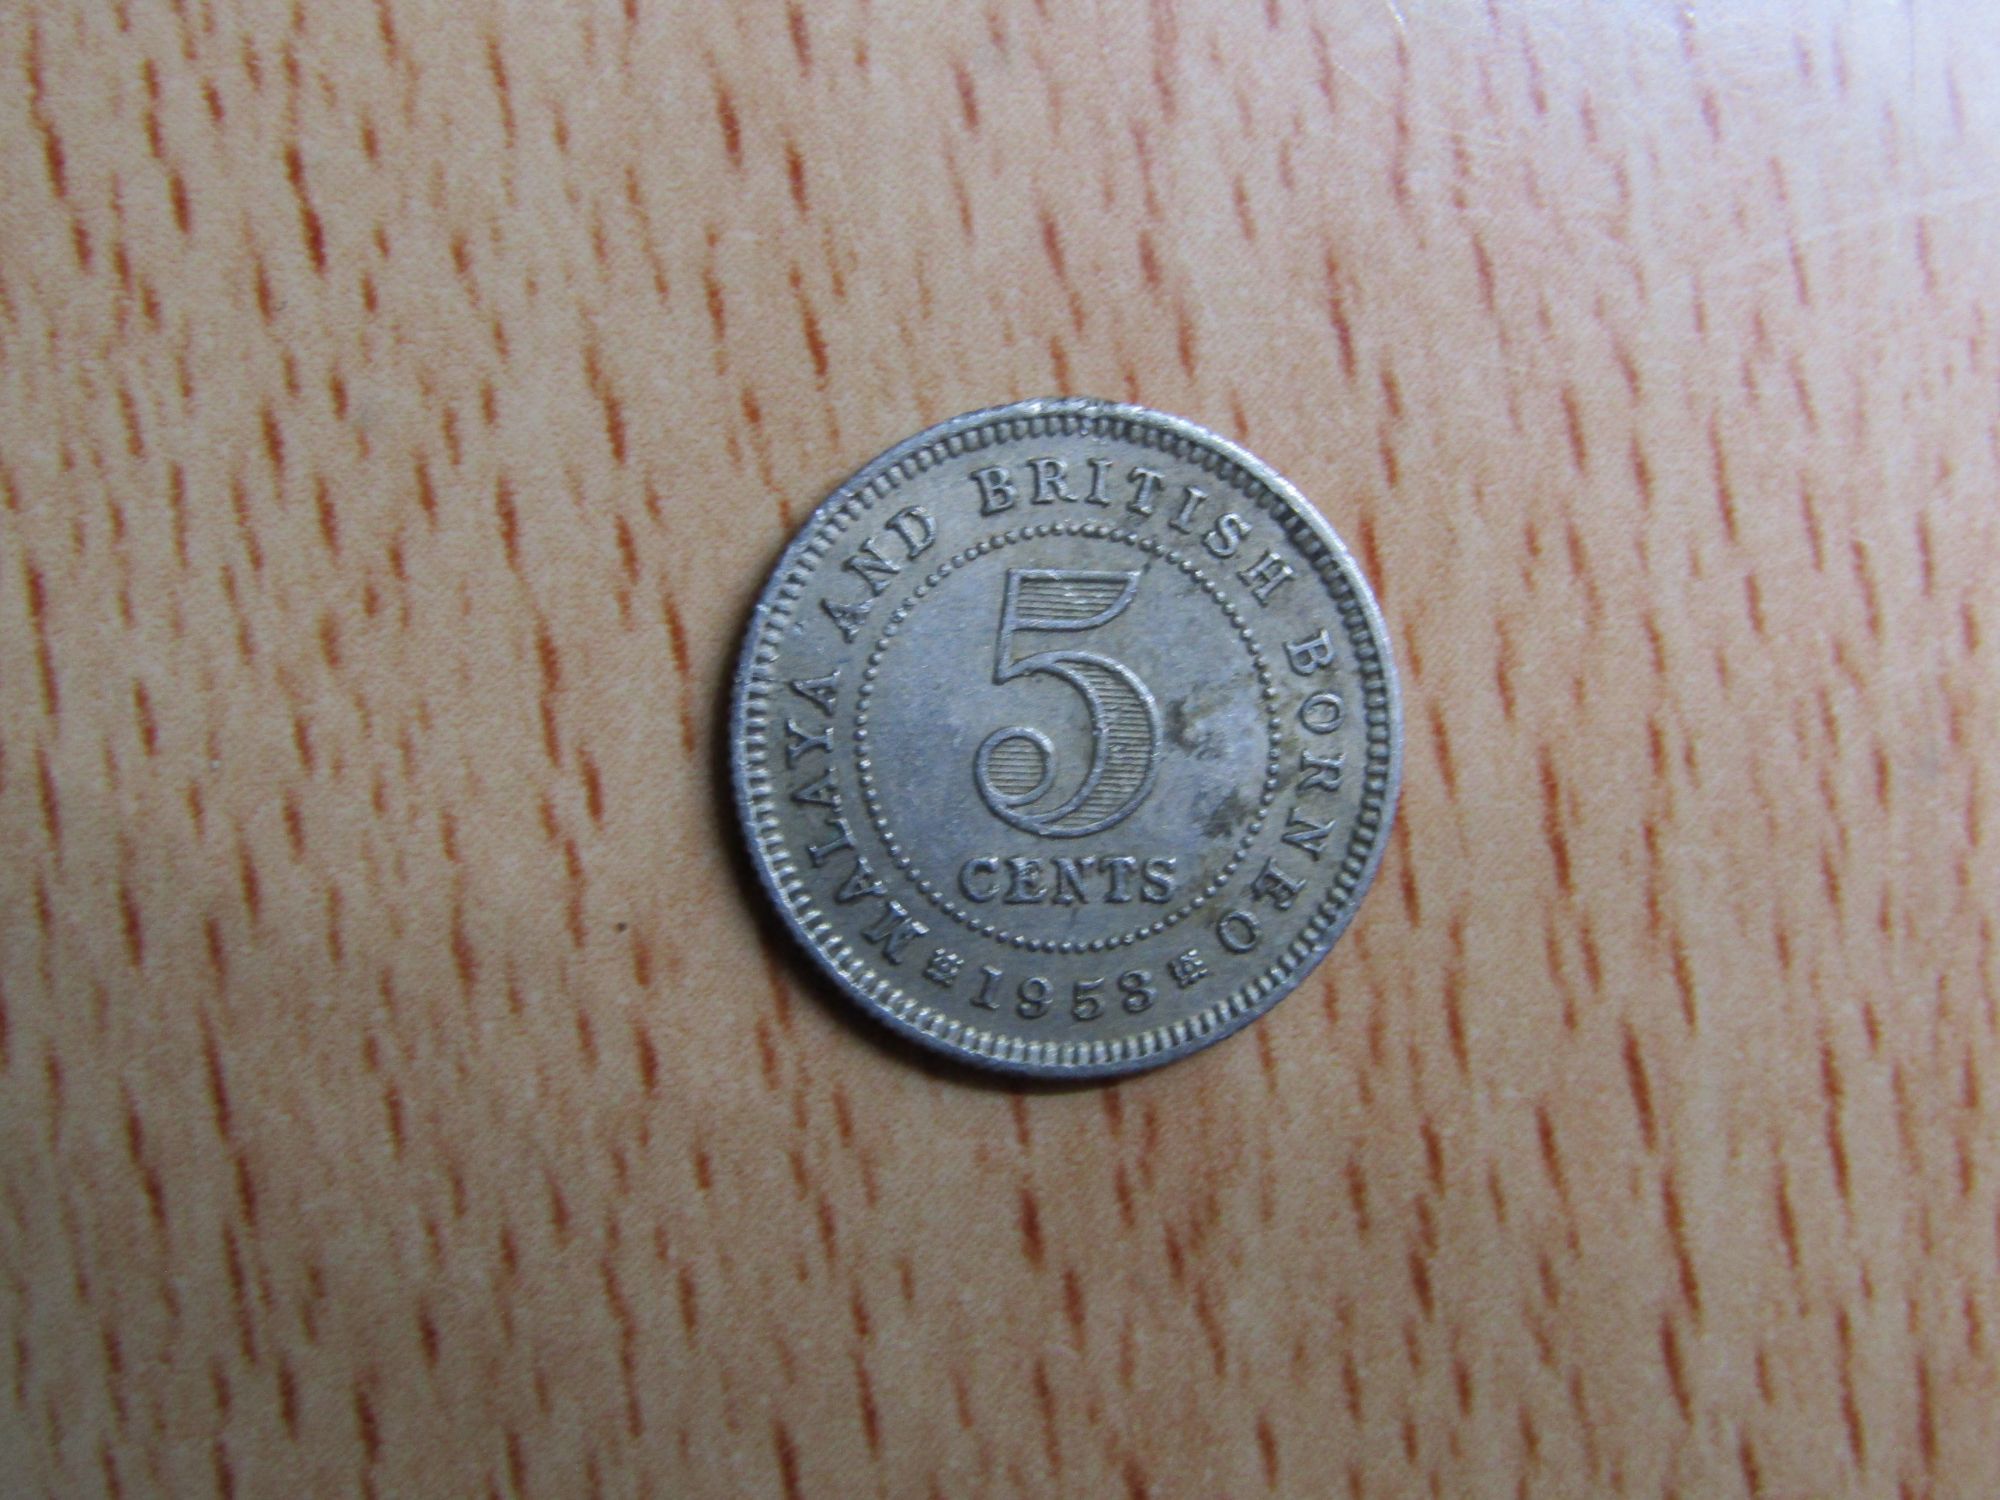 MALAYA AND BRITISH BORNEO
5
CENTS
1953